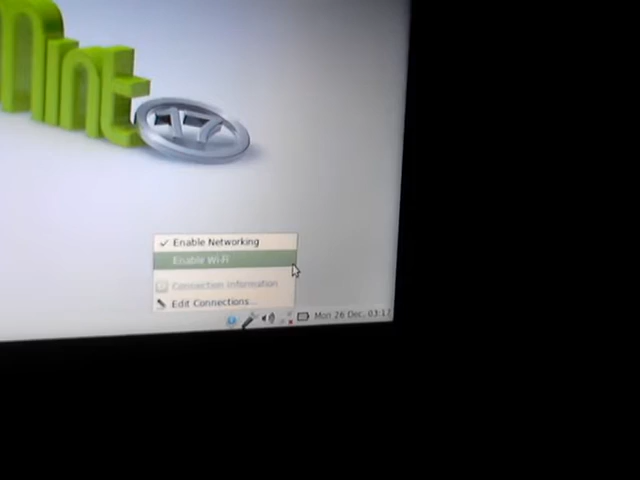 mint
17
Enable Networking
Enable Wi-Fi
Connection Information
Edit Connections...
Mon 26 Dec, 03:17